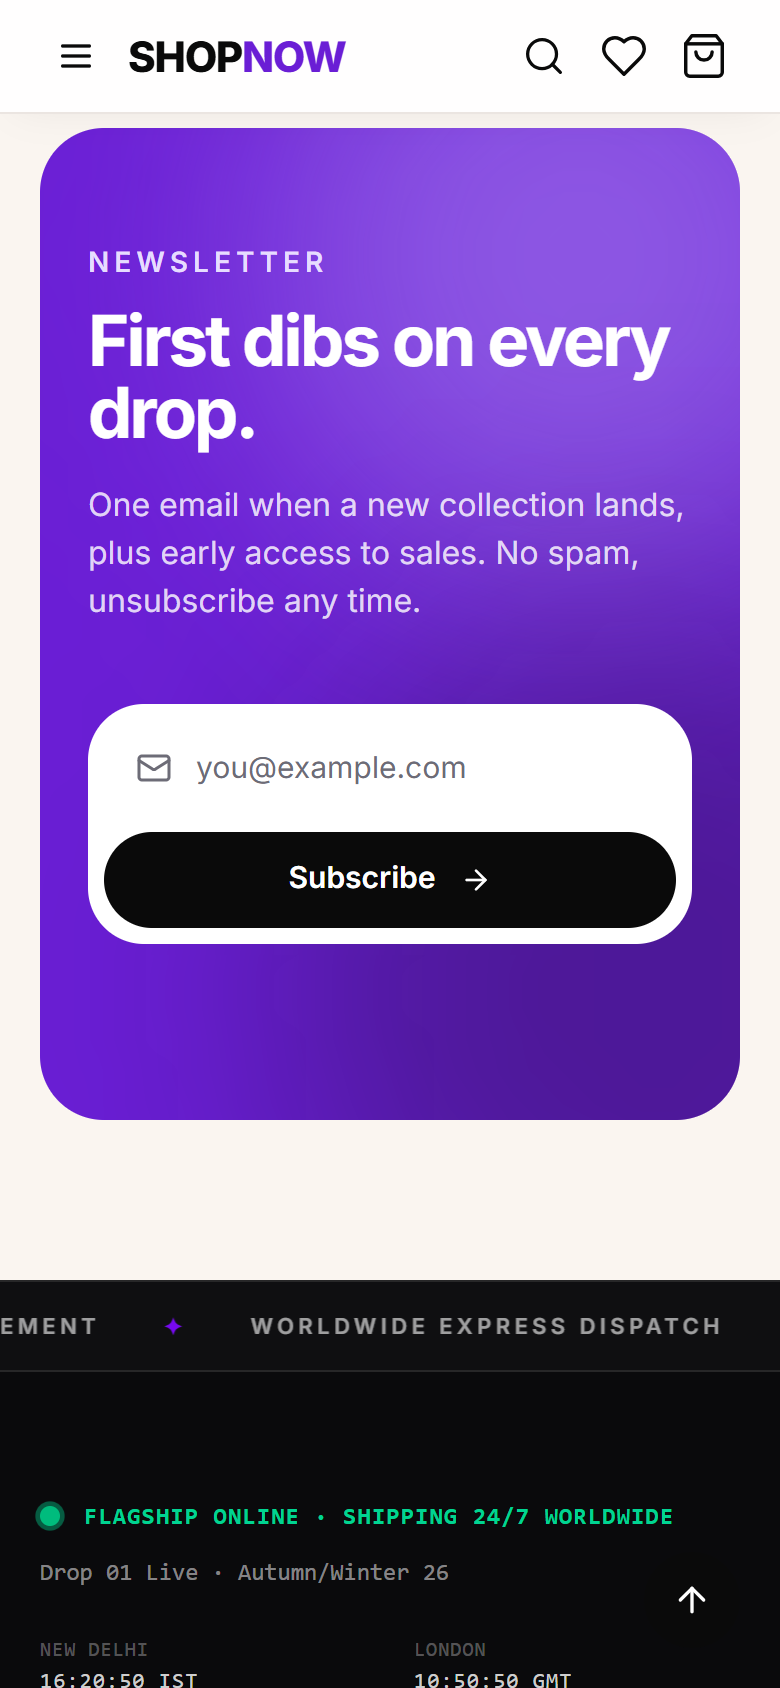 SHOPNOW
NEWSLETTER
First dibs on every
drop.
One email when a new collection lands,
plus early access to sales. No spam,
unsubscribe any time.
you@example.com
Subscribe →
EMENT ✦ WORLDWIDE EXPRESS DISPATCH
FLAGSHIP ONLINE · SHIPPING 24/7 WORLDWIDE
Drop 01 Live · Autumn/Winter 26
NEW DELHI LONDON
16:20:50 IST 10:50:50 GMT